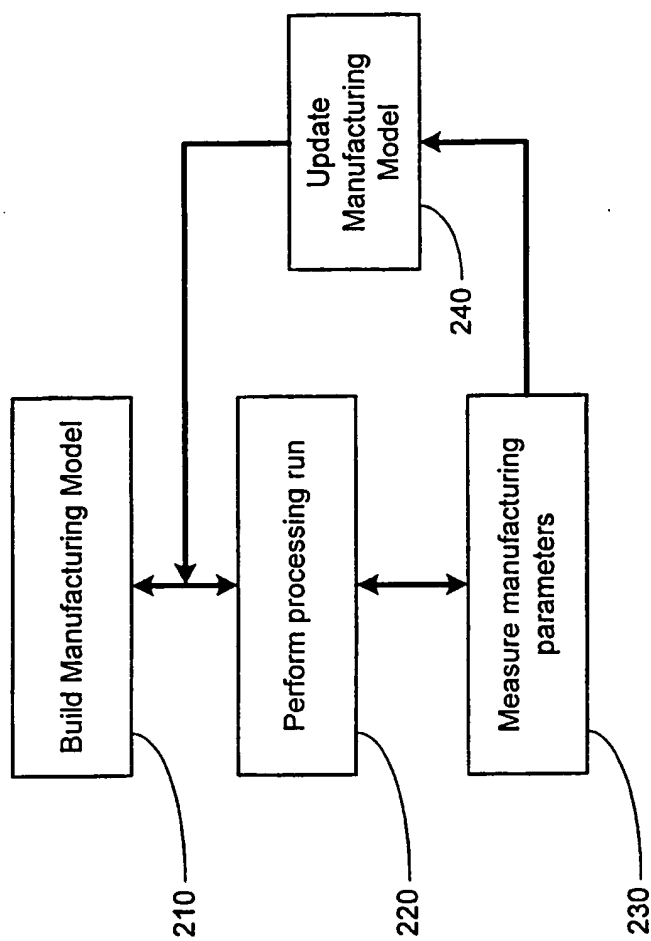 Build Manufacturing Model
210
Perform processing run
220
Measure manufacturing
parameters
230
Update
Manufacturing
Model
240